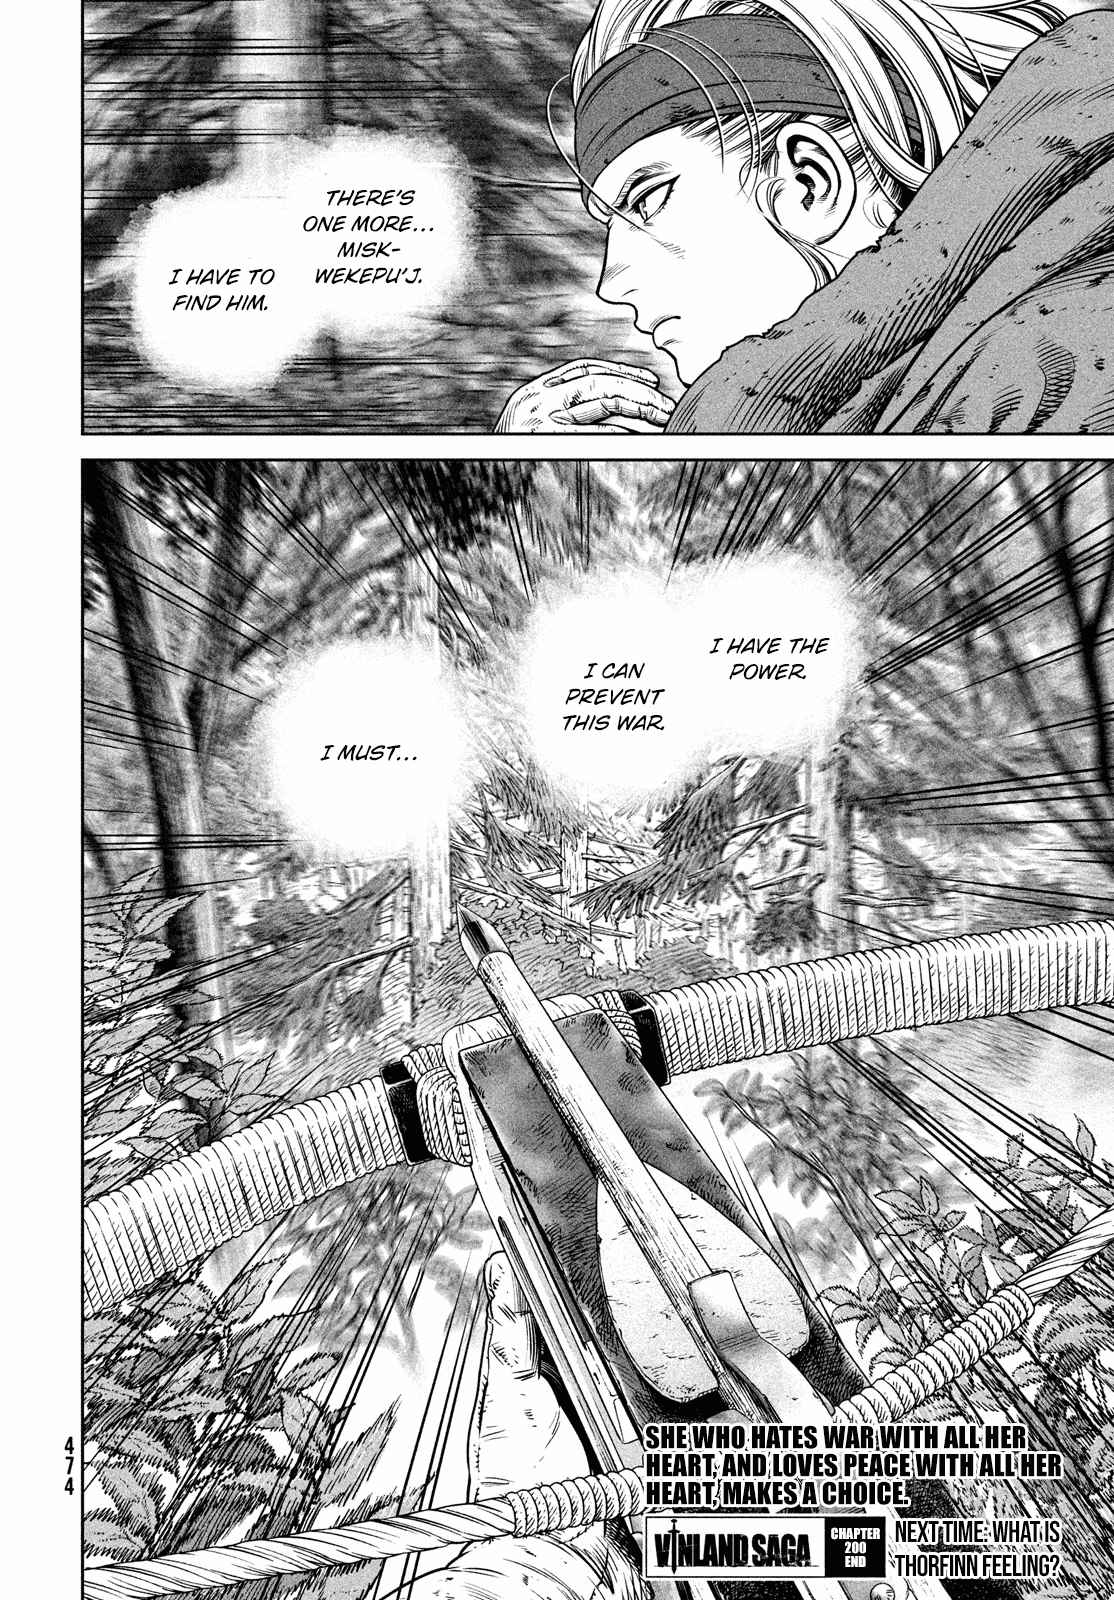 THERE'S
ONE MORE...
MISK-
WEKEPU'J.
I HAVE TO
FIND HIM.
I HAVE THE
POWER.
I CAN
PREVENT
THIS WAR.
I MUST...
SHE WHO HATES WAR WITH ALL HER
HEART, AND LOVES PEACE WITH ALL HER
HEART, MAKES A CHOICE.
VINLAND SAGA
CHAPTER
200
END
NEXT TIME: WHAT IS
THORFINN FEELING?
474